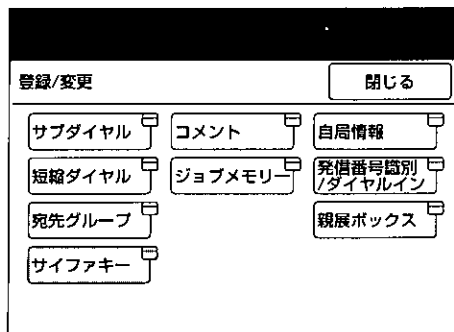 登録/変更
閉じる
サブダイヤル
コメント
自局情報
短縮ダイヤル
ジョブメモリー
発信番号識別
/ダイヤルイン
宛先グループ
親展ボックス
サイファキー